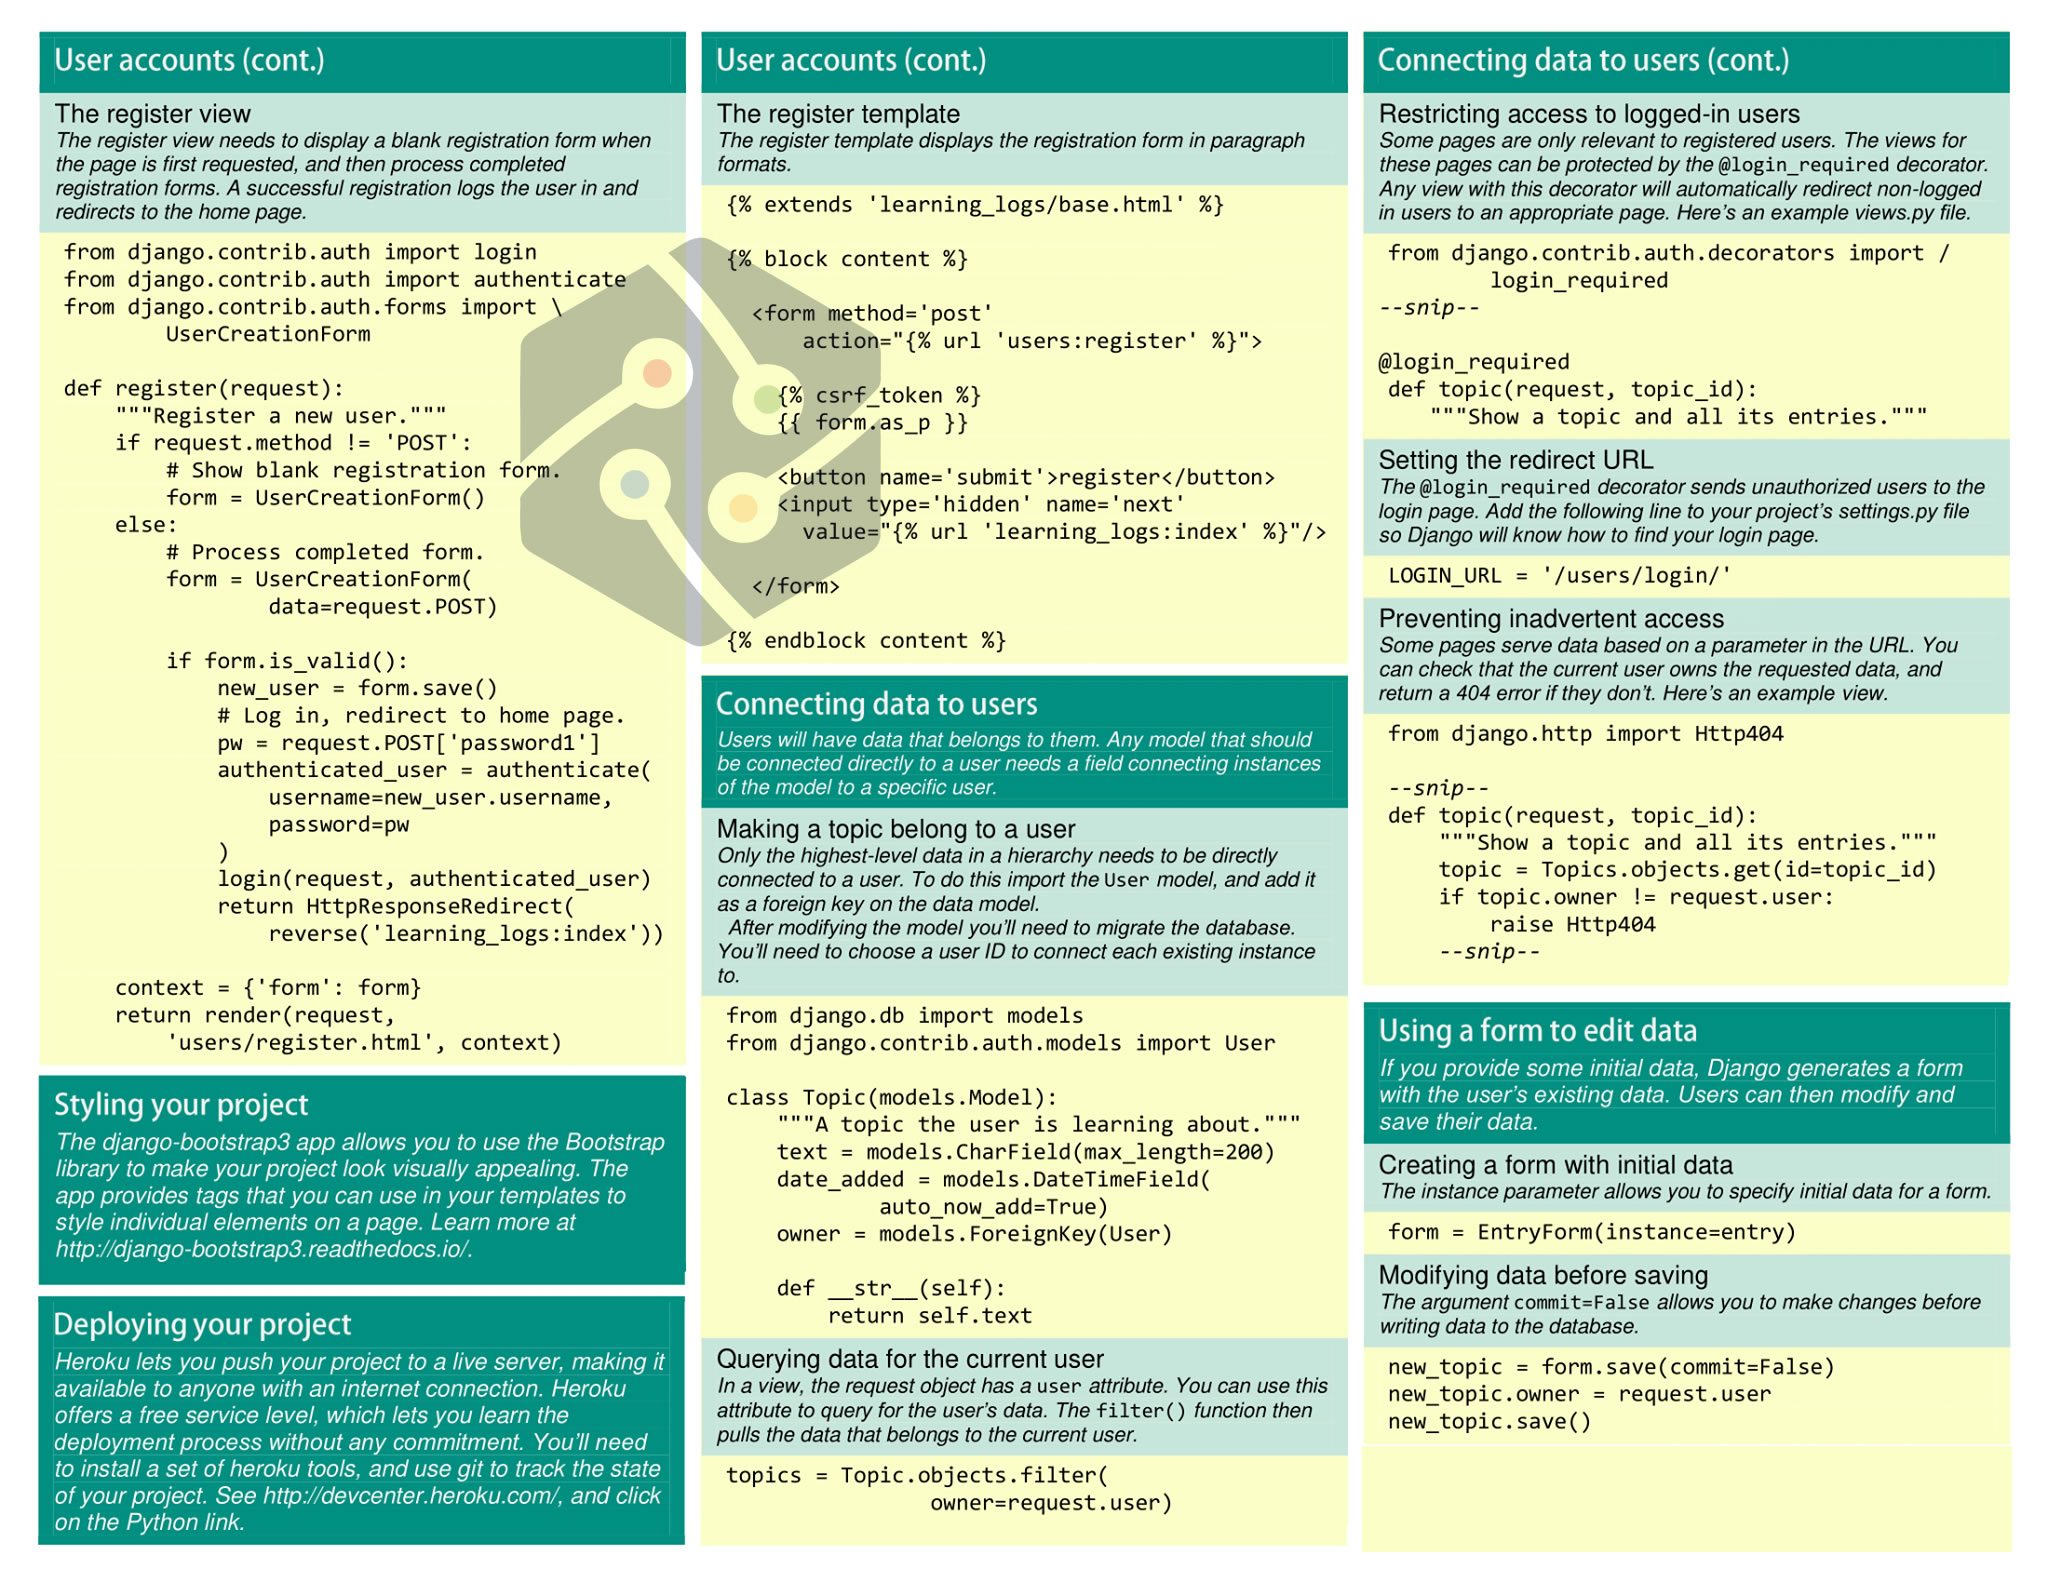 User accounts (cont.)
The register view
The register view needs to display a blank registration form when
the page is first requested, and then process completed
registration forms. A successful registration logs the user in and
redirects to the home page.
from django.contrib.auth import login
from django.contrib.auth import authenticate
from django.contrib.auth.forms import \
        UserCreationForm
def register(request):
    """Register a new user."""
    if request.method != 'POST':
        # Show blank registration form.
        form = UserCreationForm()
    else:
        # Process completed form.
        form = UserCreationForm(
                data=request.POST)
        if form.is_valid():
            new_user = form.save()
            # Log in, redirect to home page.
            pw = request.POST['password1']
            authenticated_user = authenticate(
                username=new_user.username,
                password=pw
            )
            login(request, authenticated_user)
            return HttpResponseRedirect(
                reverse('learning_logs:index'))
    context = {'form': form}
    return render(request,
        'users/register.html', context)
Styling your project
The django-bootstrap3 app allows you to use the Bootstrap
library to make your project look visually appealing. The
app provides tags that you can use in your templates to
style individual elements on a page. Learn more at
http://django-bootstrap3.readthedocs.io/.
Deploying your project
Heroku lets you push your project to a live server, making it
available to anyone with an internet connection. Heroku
offers a free service level, which lets you learn the
deployment process without any commitment. You'll need
to install a set of heroku tools, and use git to track the state
of your project. See http://devcenter.heroku.com/, and click
on the Python link.
User accounts (cont.)
The register template
The register template displays the registration form in paragraph
formats.
{% extends 'learning_logs/base.html' %}
{% block content %}
  <form method='post'
      action="{% url 'users:register' %}">
    {% csrf_token %}
    {{ form.as_p }}
    <button name='submit'>register</button>
    <input type='hidden' name='next'
      value="{% url 'learning_logs:index' %}"/>
  </form>
{% endblock content %}
Connecting data to users
Users will have data that belongs to them. Any model that should
be connected directly to a user needs a field connecting instances
of the model to a specific user.
Making a topic belong to a user
Only the highest-level data in a hierarchy needs to be directly
connected to a user. To do this import the User model, and add it
as a foreign key on the data model.
After modifying the model you'll need to migrate the database.
You'll need to choose a user ID to connect each existing instance
to.
from django.db import models
from django.contrib.auth.models import User
class Topic(models.Model):
    """A topic the user is learning about."""
    text = models.CharField(max_length=200)
    date_added = models.DateTimeField(
            auto_now_add=True)
    owner = models.ForeignKey(User)
    def __str__(self):
        return self.text
Querying data for the current user
In a view, the request object has a user attribute. You can use this
attribute to query for the user's data. The filter() function then
pulls the data that belongs to the current user.
topics = Topic.objects.filter(
                owner=request.user)
Connecting data to users (cont.)
Restricting access to logged-in users
Some pages are only relevant to registered users. The views for
these pages can be protected by the @login_required decorator.
Any view with this decorator will automatically redirect non-logged
in users to an appropriate page. Here's an example views.py file.
from django.contrib.auth.decorators import /
        login_required
--snip--
@login_required
def topic(request, topic_id):
    """Show a topic and all its entries."""
Setting the redirect URL
The @login_required decorator sends unauthorized users to the
login page. Add the following line to your project's settings.py file
so Django will know how to find your login page.
LOGIN_URL = '/users/login/'
Preventing inadvertent access
Some pages serve data based on a parameter in the URL. You
can check that the current user owns the requested data, and
return a 404 error if they don't. Here's an example view.
from django.http import Http404
--snip--
def topic(request, topic_id):
    """Show a topic and all its entries."""
    topic = Topics.objects.get(id=topic_id)
    if topic.owner != request.user:
        raise Http404
    --snip--
Using a form to edit data
If you provide some initial data, Django generates a form
with the user's existing data. Users can then modify and
save their data.
Creating a form with initial data
The instance parameter allows you to specify initial data for a form.
form = EntryForm(instance=entry)
Modifying data before saving
The argument commit=False allows you to make changes before
writing data to the database.
new_topic = form.save(commit=False)
new_topic.owner = request.user
new_topic.save()